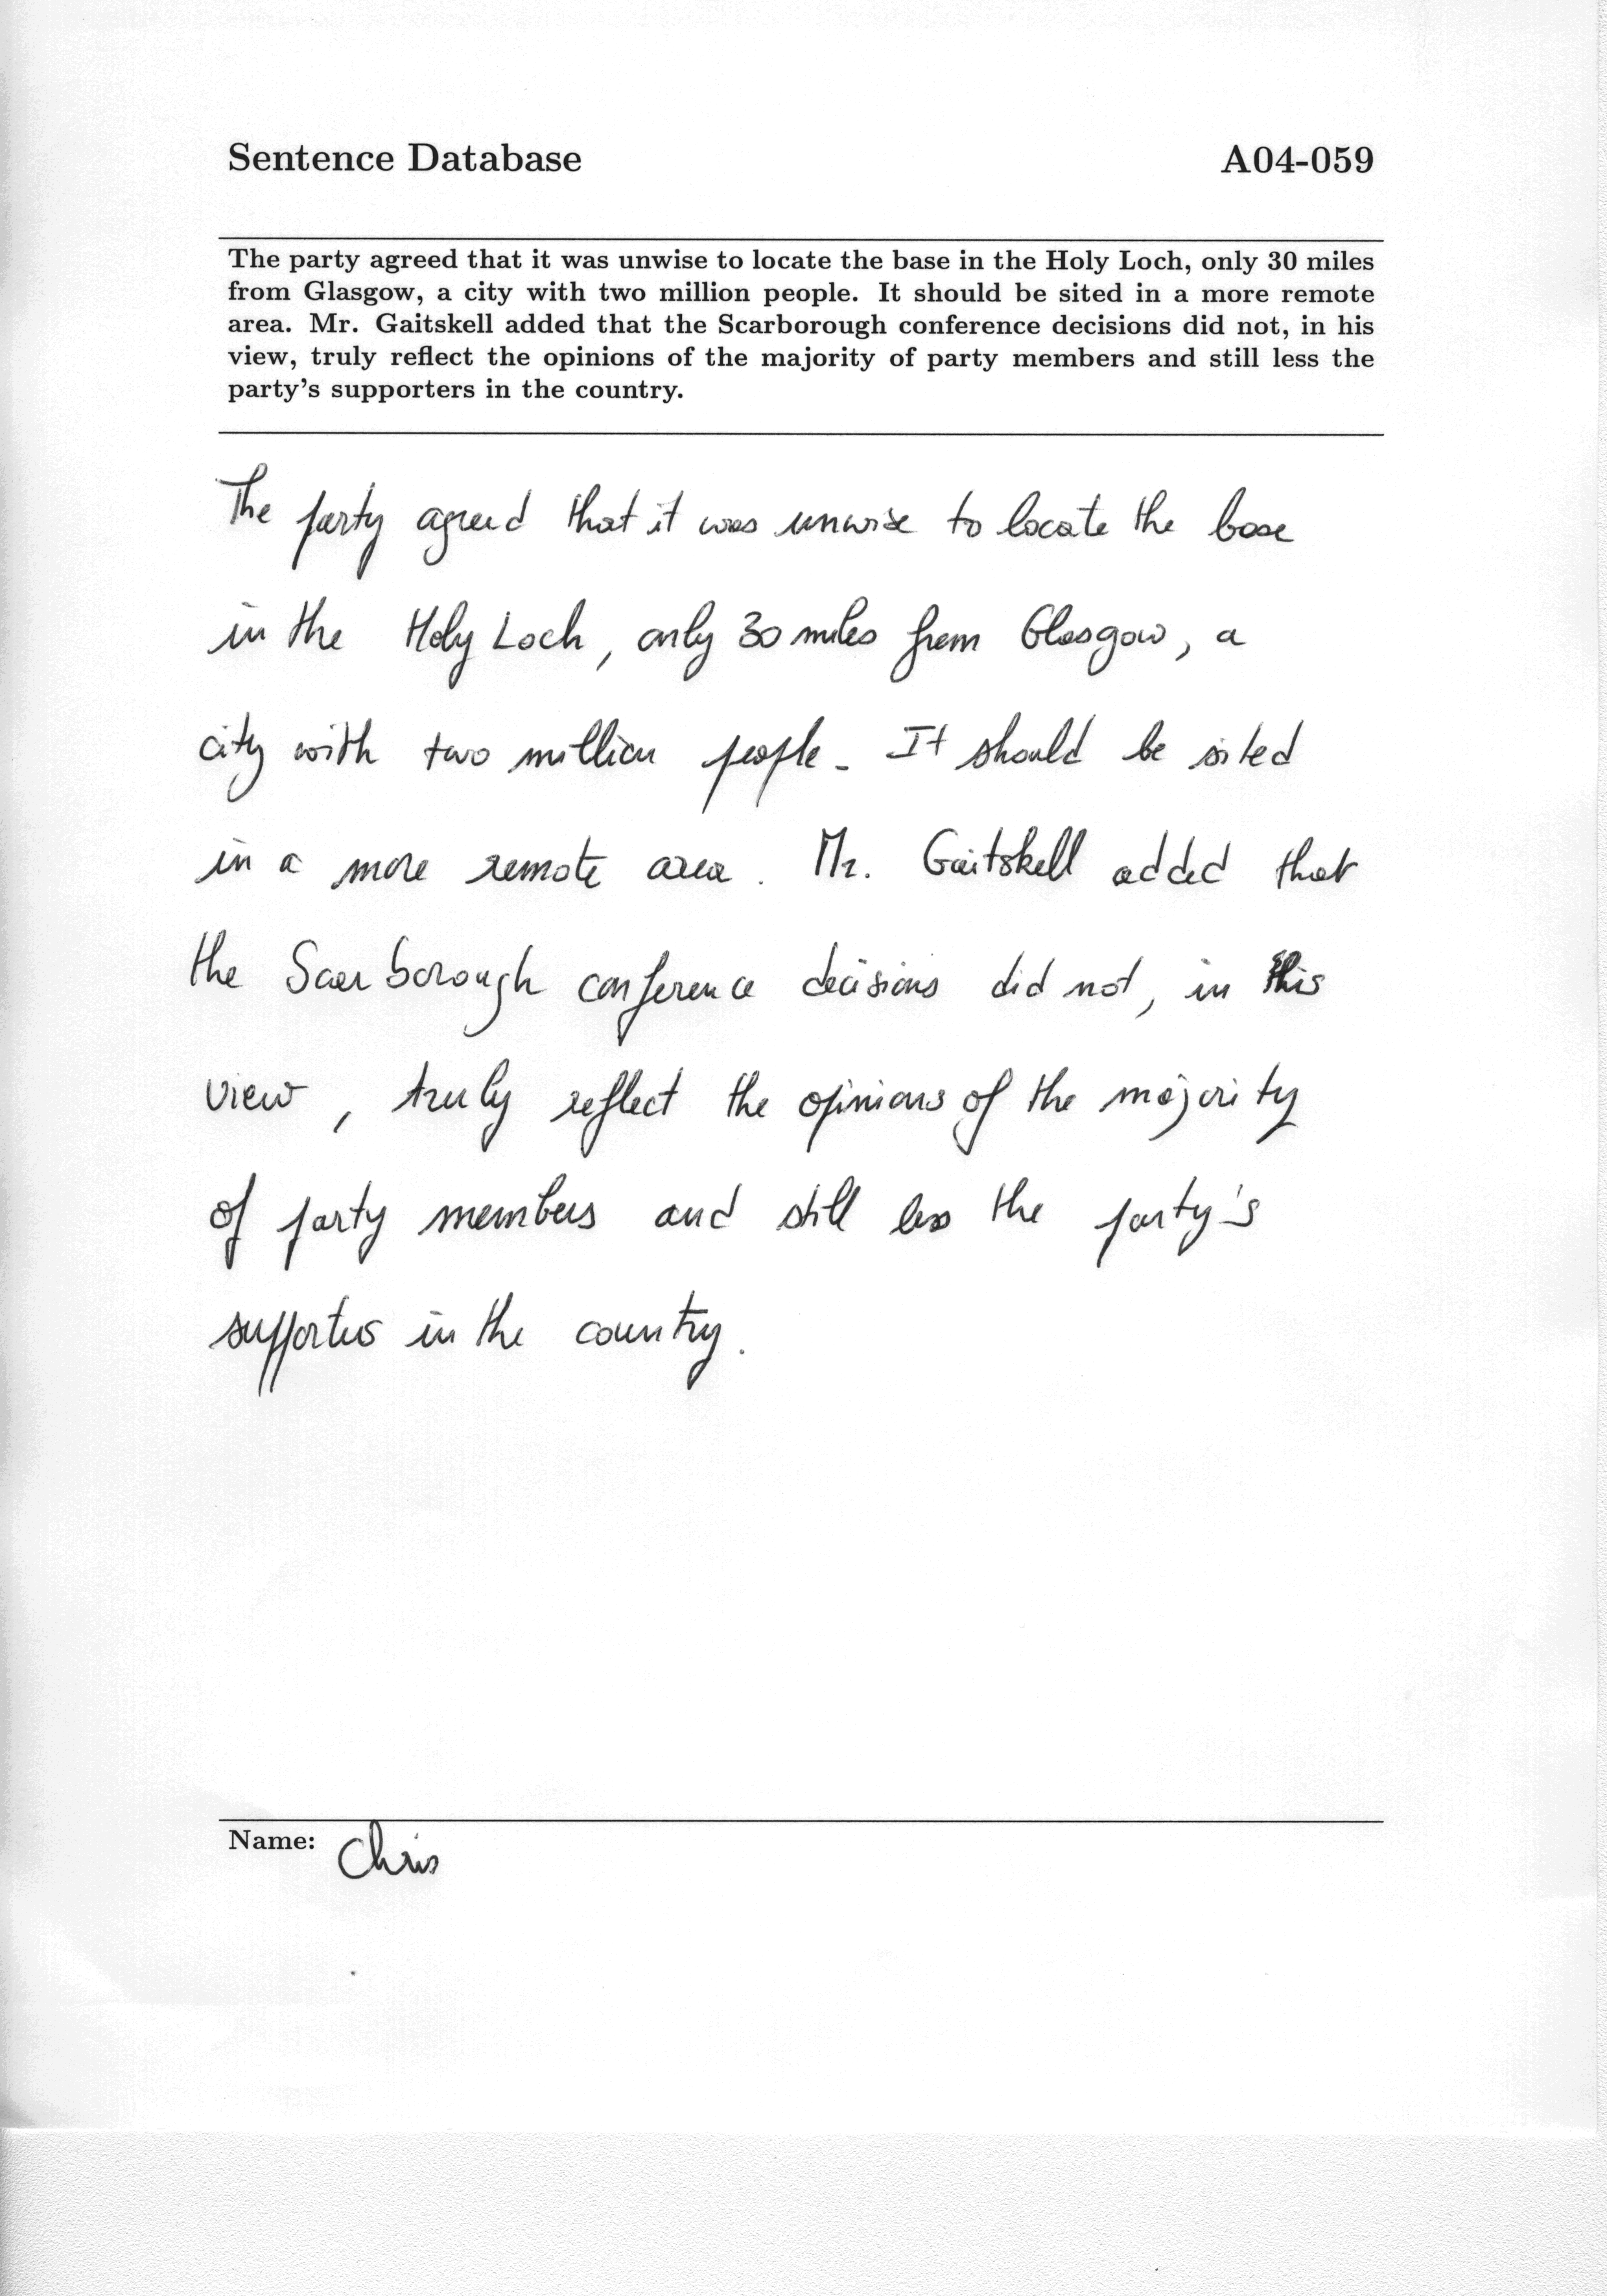 Sentence Database A04-059
The party agreed that it was unwise to locate the base in the Holy Loch, only 30 miles
from Glasgow, a city with two million people. It should be sited in a more remote
area. Mr. Gaitskell added that the Scarborough conference decisions did not, in his
view, truly reflect the opinions of the majority of party members and still less the
party's supporters in the country.
The party agreed that it was unwise to locate the base
in the Holy Loch, only 30 miles from Glasgow, a
city with two million people. It should be sited
in a more remote area. Mr. Gaitskell added that
the Scarborough conference decisions did not, in this
view, truly reflect the opinions of the majority
of party members and still less the party's
supporters in the country.
Name: Chris